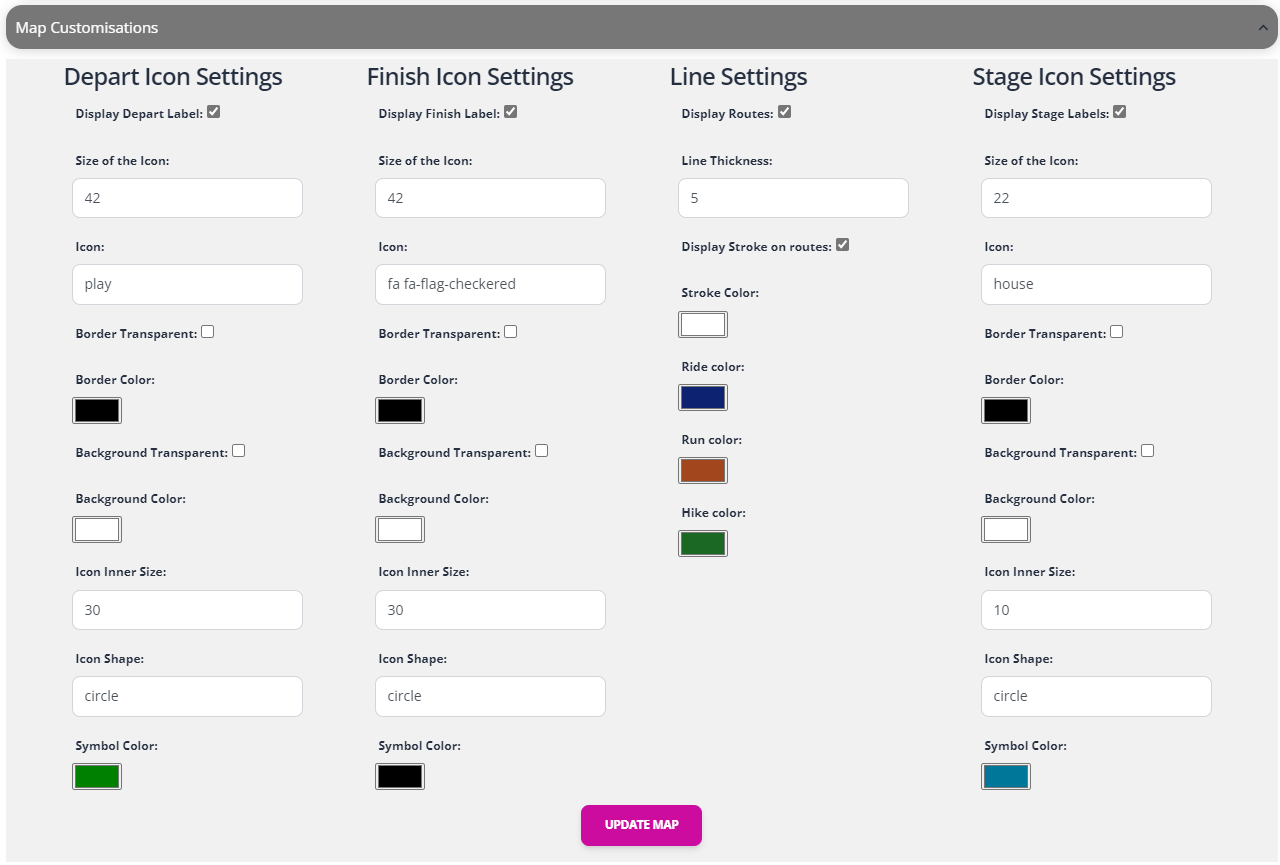 Map Customisations
Depart Icon Settings
Display Depart Label:
Size of the Icon:
42
Icon:
play
Border Transparent:
Border Color:
Background Transparent:
Background Color:
Icon Inner Size:
30
Icon Shape:
circle
Symbol Color:
Finish Icon Settings
Display Finish Label:
Size of the Icon:
42
Icon:
fa fa-flag-checkered
Border Transparent:
Border Color:
Background Transparent:
Background Color:
Icon Inner Size:
30
Icon Shape:
circle
Symbol Color:
Line Settings
Display Routes:
Line Thickness:
5
Display Stroke on routes:
Stroke Color:
Ride color:
Run color:
Hike color:
Stage Icon Settings
Display Stage Labels:
Size of the Icon:
22
Icon:
house
Border Transparent:
Border Color:
Background Transparent:
Background Color:
Icon Inner Size:
10
Icon Shape:
circle
Symbol Color:
UPDATE MAP